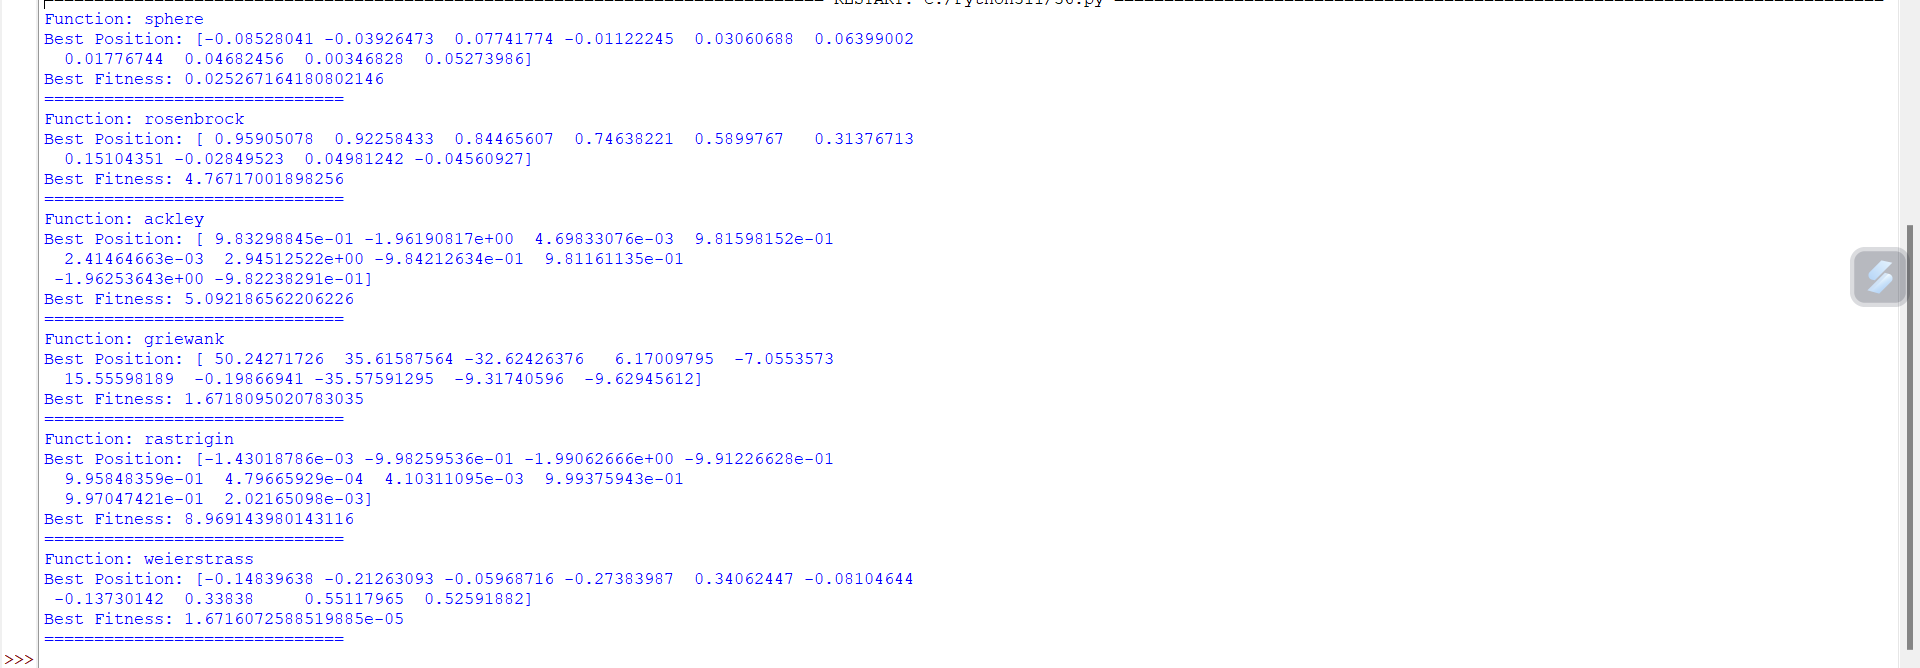 Function: sphere
Best Position: [-0.08528041 -0.03926473  0.07741774 -0.01122245  0.03060688  0.06399002
  0.01776744  0.04682456  0.00346828  0.05273986]
Best Fitness: 0.025267164180802146
==============================
Function: rosenbrock
Best Position: [ 0.95905078  0.92258433  0.84465607  0.74638221  0.5899767   0.31376713
  0.15104351 -0.02849523  0.04981242 -0.04560927]
Best Fitness: 4.76717001898256
==============================
Function: ackley
Best Position: [ 9.83298845e-01 -1.96190817e+00  4.69833076e-03  9.81598152e-01
  2.41464663e-03  2.94512522e+00 -9.84212634e-01  9.81161135e-01
 -1.96253643e+00 -9.82238291e-01]
Best Fitness: 5.092186562206226
==============================
Function: griewank
Best Position: [ 50.24271726  35.61587564 -32.62426376   6.17009795  -7.0553573
  15.55598189  -0.19866941 -35.57591295  -9.31740596  -9.62945612]
Best Fitness: 1.6718095020783035
==============================
Function: rastrigin
Best Position: [-1.43018786e-03 -9.98259536e-01 -1.99062666e+00 -9.91226628e-01
  9.95848359e-01  4.79665929e-04  4.10311095e-03  9.99375943e-01
  9.97047421e-01  2.02165098e-03]
Best Fitness: 8.969143980143116
==============================
Function: weierstrass
Best Position: [-0.14839638 -0.21263093 -0.05968716 -0.27383987  0.34062447 -0.08104644
 -0.13730142  0.33838     0.55117965  0.52591882]
Best Fitness: 1.6716072588519885e-05
==============================
>>>